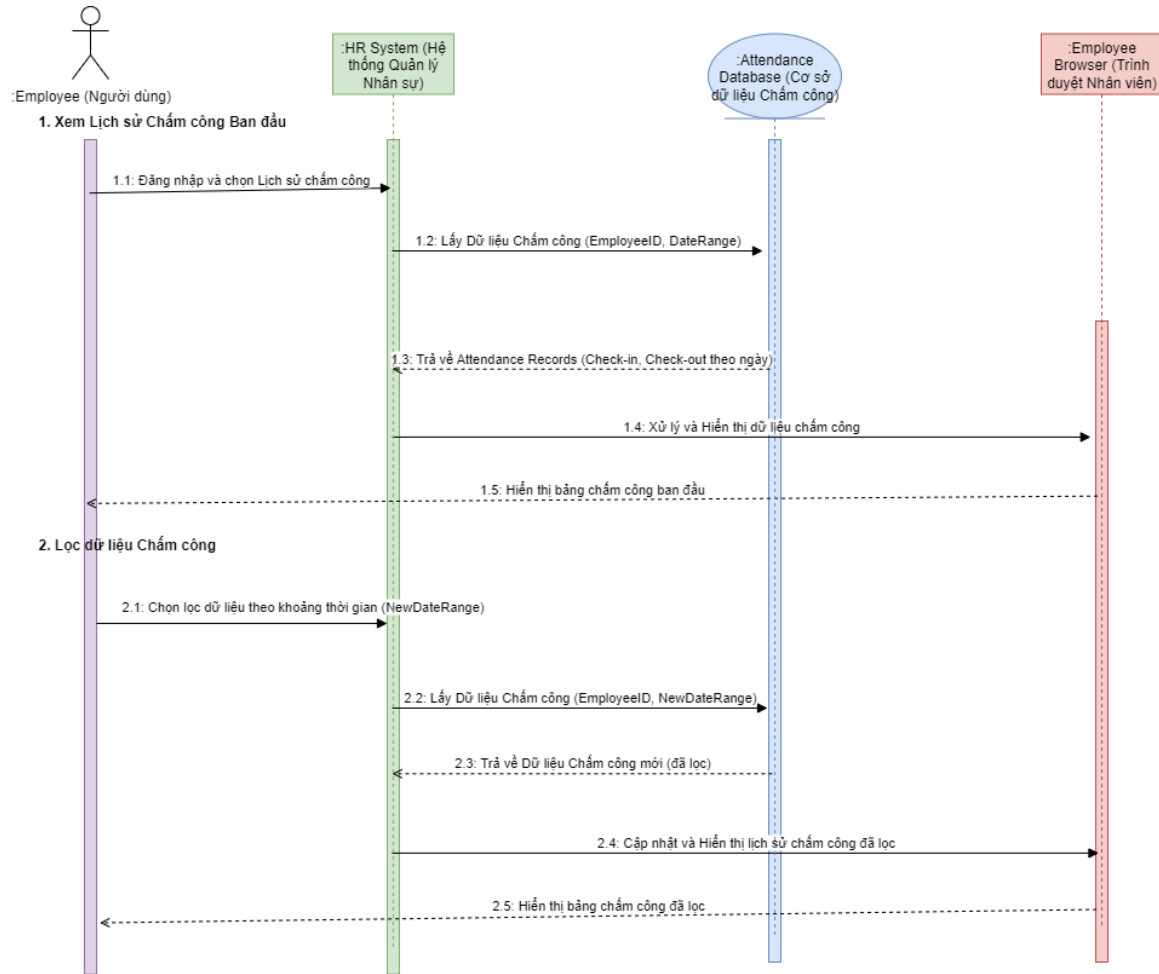 :Employee (Người dùng)
:HR System (Hệ
thống Quản lý
Nhân sự)
:Attendance
Database (Cơ sở
dữ liệu Chấm công)
:Employee
Browser (Trình
duyệt Nhân viên)
1. Xem Lịch sử Chấm công Ban đầu
1.1: Đăng nhập và chọn Lịch sử chấm công
1.2: Lấy Dữ liệu Chấm công (EmployeeID, DateRange)
1.3: Trả về Attendance Records (Check-in, Check-out theo ngày)
1.4: Xử lý và Hiển thị dữ liệu chấm công
1.5: Hiển thị bảng chấm công ban đầu
2. Lọc dữ liệu Chấm công
2.1: Chọn lọc dữ liệu theo khoảng thời gian (NewDateRange)
2.2: Lấy Dữ liệu Chấm công (EmployeeID, NewDateRange)
2.3: Trả về Dữ liệu Chấm công mới (đã lọc)
2.4: Cập nhật và Hiển thị lịch sử chấm công đã lọc
2.5: Hiển thị bảng chấm công đã lọc